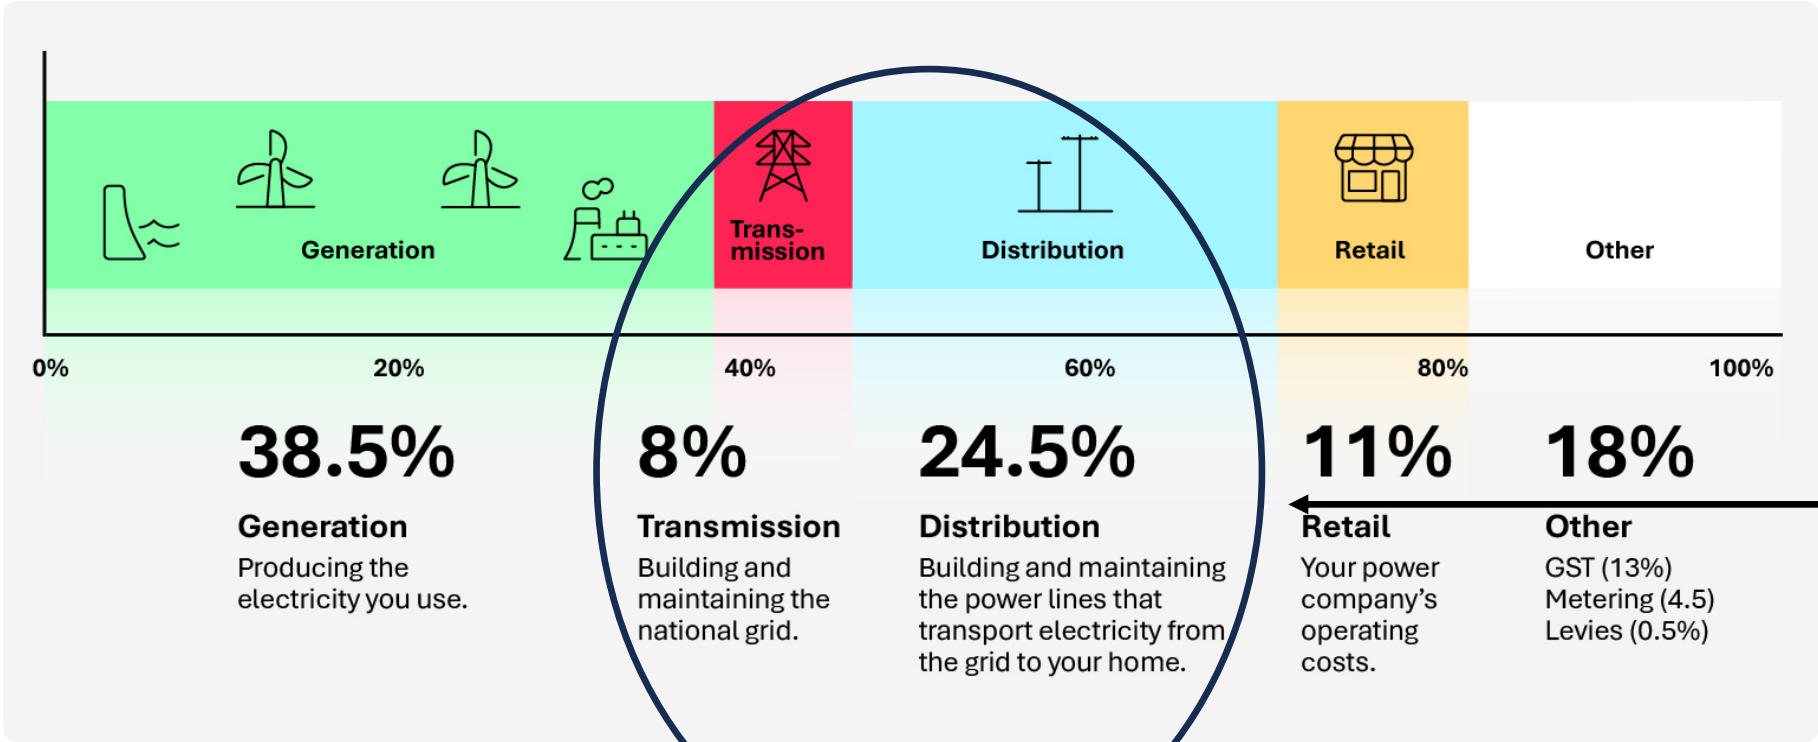 Generation
Trans-
mission
Distribution
Retail
Other
0%
20%
40%
60%
80%
100%
38.5%
Generation
Producing the
electricity you use.
8%
Transmission
Building and
maintaining the
national grid.
24.5%
Distribution
Building and maintaining
the power lines that
transport electricity from
the grid to your home.
11%
Retail
Your power
company’s
operating
costs.
18%
Other
GST (13%)
Metering (4.5)
Levies (0.5%)